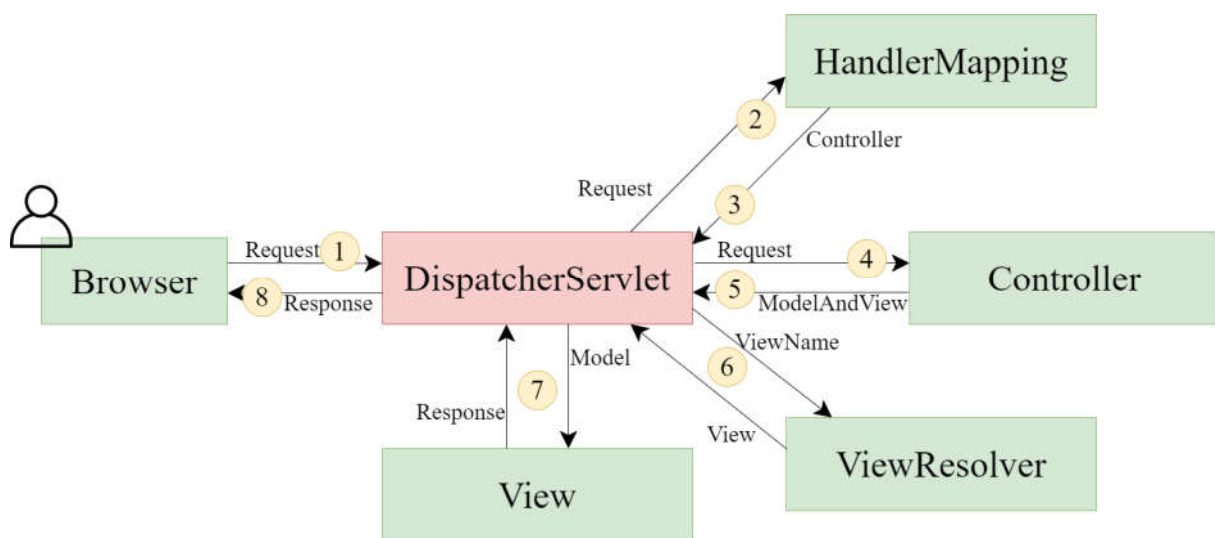 HandlerMapping
2
Controller
Request
3
Request
1
Request
4
Browser
DispatcherServlet
Controller
8
Response
5
ModelAndView
ViewName
6
Model
7
Response
View
View
ViewResolver